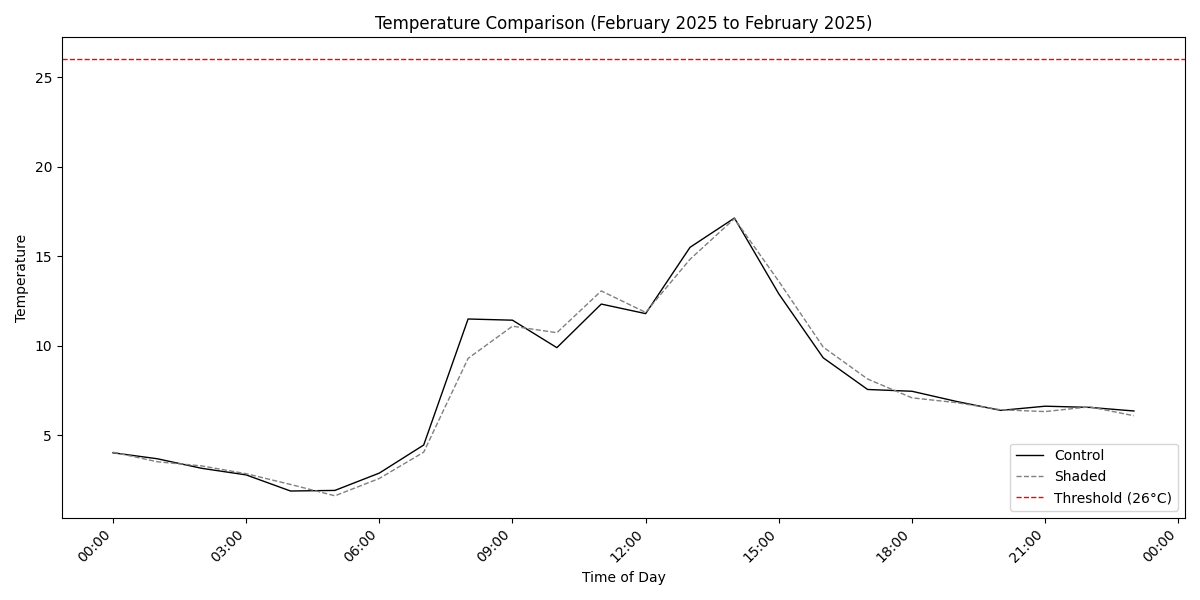 Temperature Comparison (February 2025 to February 2025)
25
20
15
10
5
Temperature
Control
Shaded
Threshold (26°C)
00:00
03:00
06:00
09:00
12:00
15:00
18:00
21:00
00:00
Time of Day